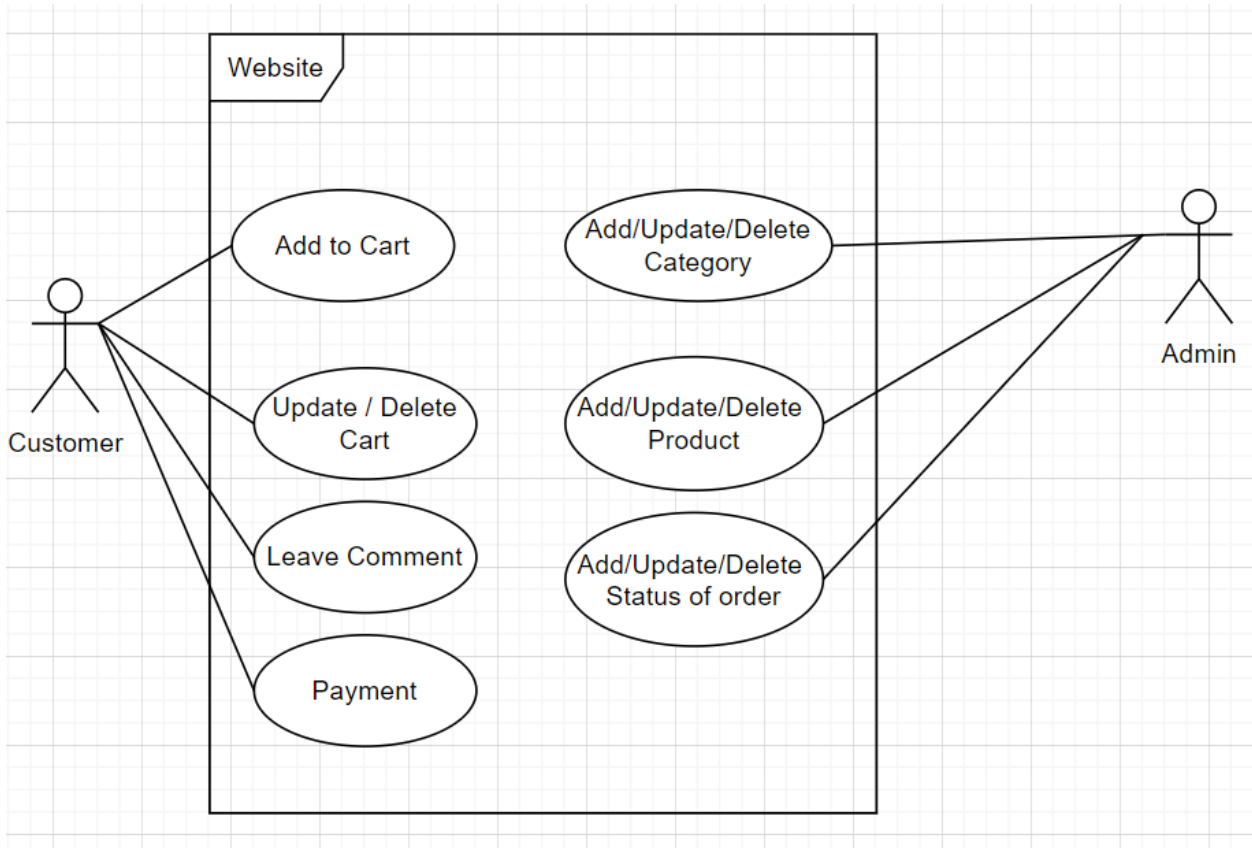 Website
Add to Cart
Add/Update/Delete
Category
Admin
Customer
Update / Delete
Cart
Add/Update/Delete
Product
Leave Comment
Add/Update/Delete
Status of order
Payment